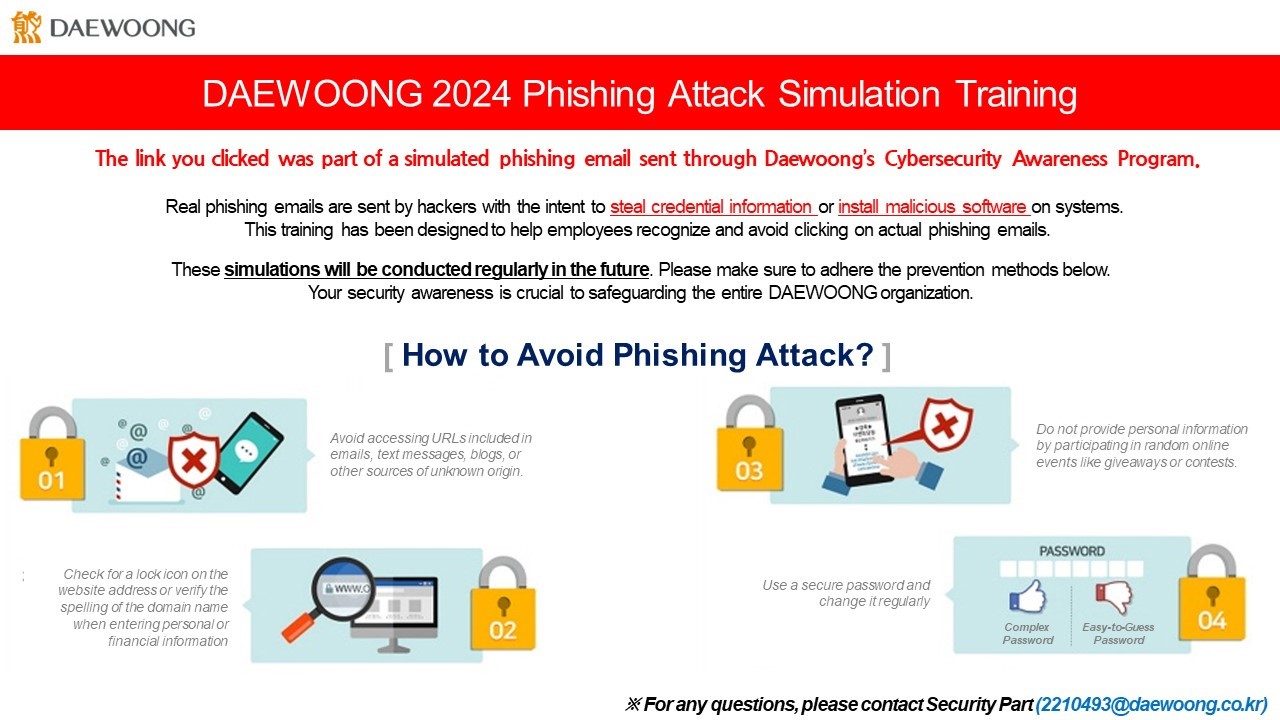 DAEWOONG
DAEWOONG 2024 Phishing Attack Simulation Training
The link you clicked was part of a simulated phishing email sent through Daewoong's Cybersecurity Awareness Program.
Real phishing emails are sent by hackers with the intent to steal credential information or install malicious software on systems.
This training has been designed to help employees recognize and avoid clicking on actual phishing emails.
These simulations will be conducted regularly in the future. Please make sure to adhere the prevention methods below.
Your security awareness is crucial to safeguarding the entire DAEWOONG organization.
[ How to Avoid Phishing Attack? ]
01
Avoid accessing URLs included in
emails, text messages, blogs, or
other sources of unknown origin.
Check for a lock icon on the
website address or verify the
spelling of the domain name
when entering personal or
financial information
WWW.O
02
03
Do not provide personal information
by participating in random online
events like giveaways or contests.
Use a secure password and
change it regularly
PASSWORD
Complex
Password
Easy-to-Guess
Password
04
※ For any questions, please contact Security Part (2210493@daewoong.co.kr)